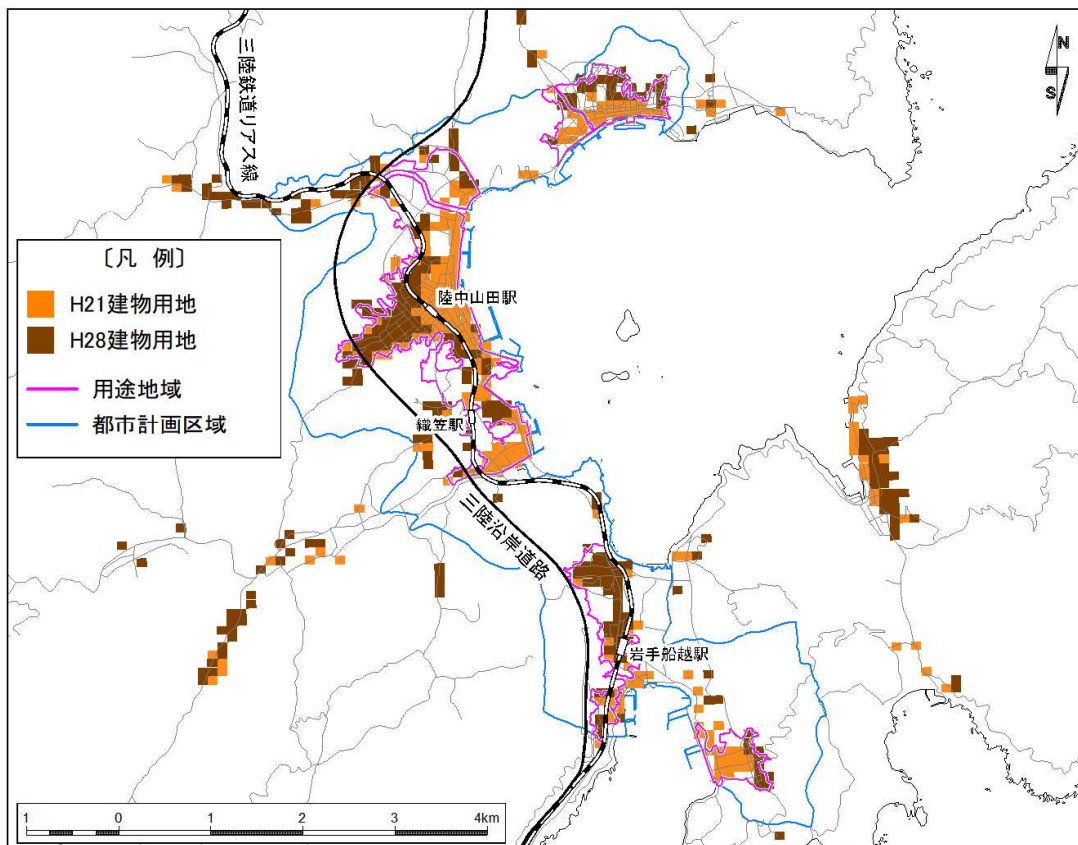 三陸鉄道リアス線
N
S
〔凡 例〕
H21建物用地
H28建物用地
用途地域
都市計画区域
陸中山田駅
織笠駅
三陸沿岸道路
岩手船越駅
1 0 1 2 3 4km